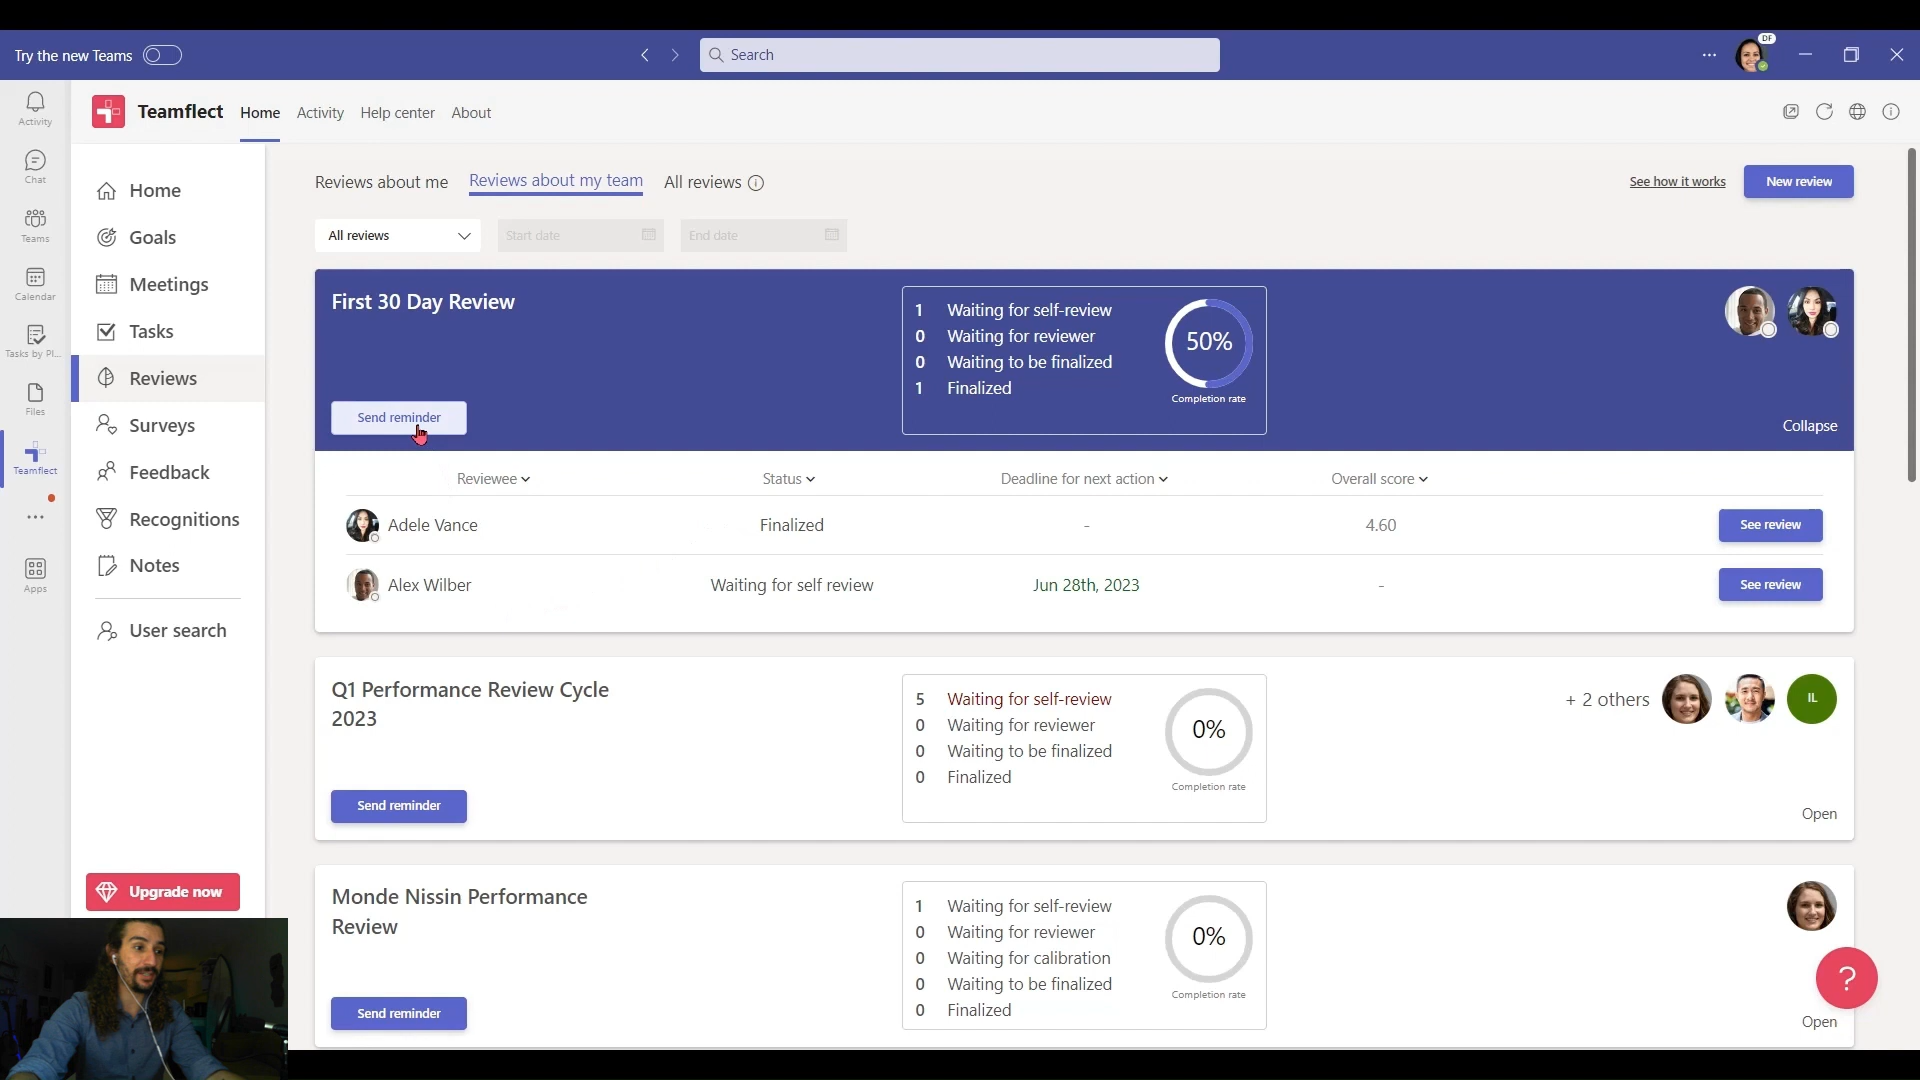 Try the new Teams
Search
DF
Activity
Chat
Teams
Calendar
Tasks by Pl...
Files
Teamflect
Apps
Teamflect
Home
Activity
Help center
About
Home
Goals
Meetings
Tasks
Reviews
Surveys
Feedback
Recognitions
Notes
User search
Upgrade now
Reviews about me
Reviews about my team
All reviews
See how it works
New review
All reviews
Start date
End date
First 30 Day Review
1 Waiting for self-review
0 Waiting for reviewer
0 Waiting to be finalized
1 Finalized
50%
Completion rate
Send reminder
Collapse
Reviewee Status Deadline for next action Overall score
Adele Vance Finalized - 4.60 See review
Alex Wilber Waiting for self review Jun 28th, 2023 - See review
Q1 Performance Review Cycle
2023
5 Waiting for self-review
0 Waiting for reviewer
0 Waiting to be finalized
0 Finalized
0%
Completion rate
+ 2 others
IL
Send reminder
Open
Monde Nissin Performance
Review
1 Waiting for self-review
0 Waiting for reviewer
0 Waiting for calibration
0 Waiting to be finalized
0 Finalized
0%
Completion rate
Send reminder
?
Open